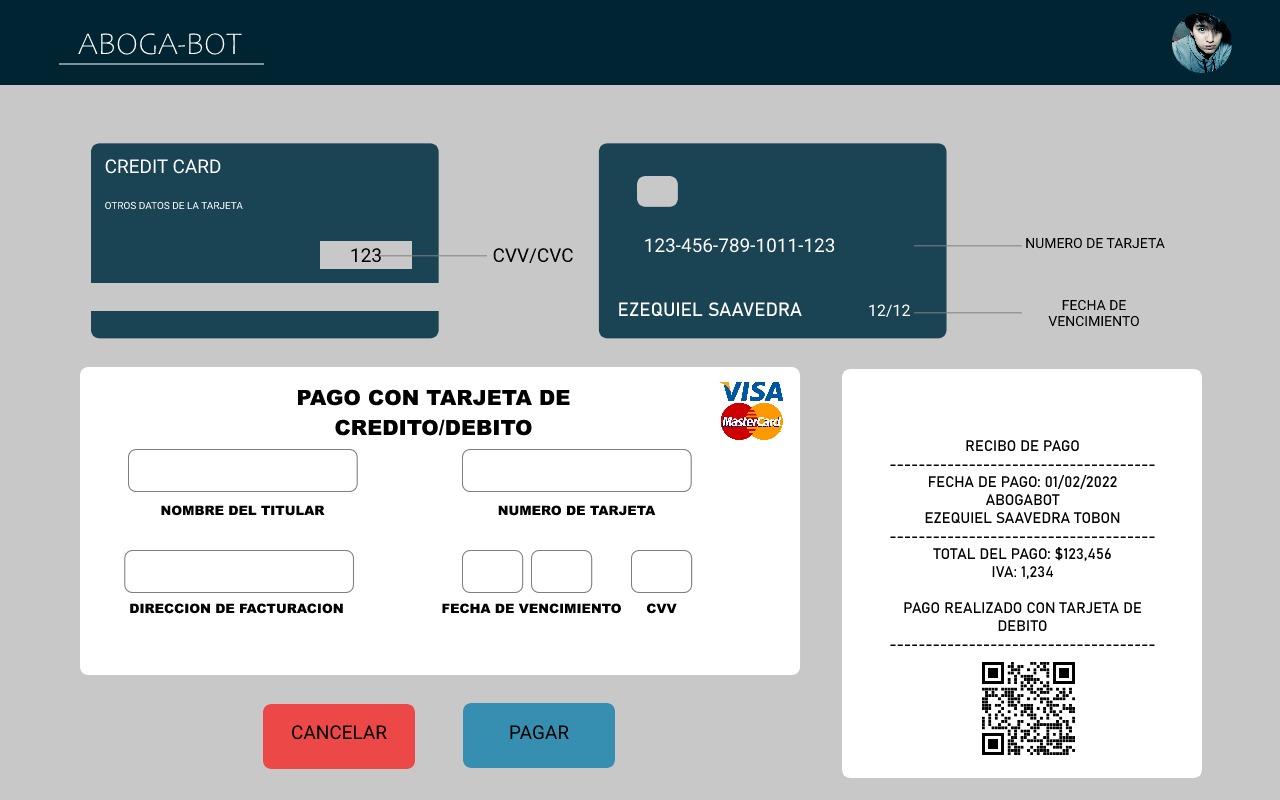 ABOGA-BOT
CREDIT CARD
OTROS DATOS DE LA TARJETA
123
CVV/CVC
123-456-789-1011-123
NUMERO DE TARJETA
EZEQUIEL SAAVEDRA
12/12
FECHA DE
VENCIMIENTO
PAGO CON TARJETA DE
CREDITO/DEBITO
VISA
MasterCard
NOMBRE DEL TITULAR
NUMERO DE TARJETA
DIRECCION DE FACTURACION
FECHA DE VENCIMIENTO
CVV
CANCELAR
PAGAR
RECIBO DE PAGO
-------------------------------------
FECHA DE PAGO: 01/02/2022
ABOGABOT
EZEQUIEL SAAVEDRA TOBON
-------------------------------------
TOTAL DEL PAGO: $123,456
IVA: 1,234
PAGO REALIZADO CON TARJETA DE
DEBITO
-------------------------------------